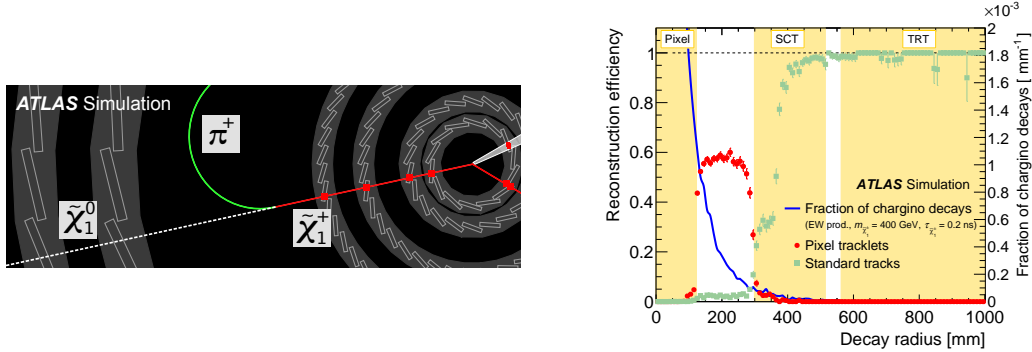 ATLAS Simulation
π⁺
χ̃₁⁰
χ̃₁⁺
×10⁻³
Pixel
SCT
TRT
Reconstruction efficiency
1
0.8
0.6
0.4
0.2
0
2
1.8
1.6
1.4
1.2
1
0.8
0.6
0.4
0.2
0
Fraction of chargino decays [ mm⁻¹]
ATLAS Simulation
Fraction of chargino decays
(EW prod., m_χ̃₁⁺ = 400 GeV, τ_χ̃₁⁺ = 0.2 ns)
Pixel tracklets
Standard tracks
0 200 400 600 800 1000
Decay radius [mm]